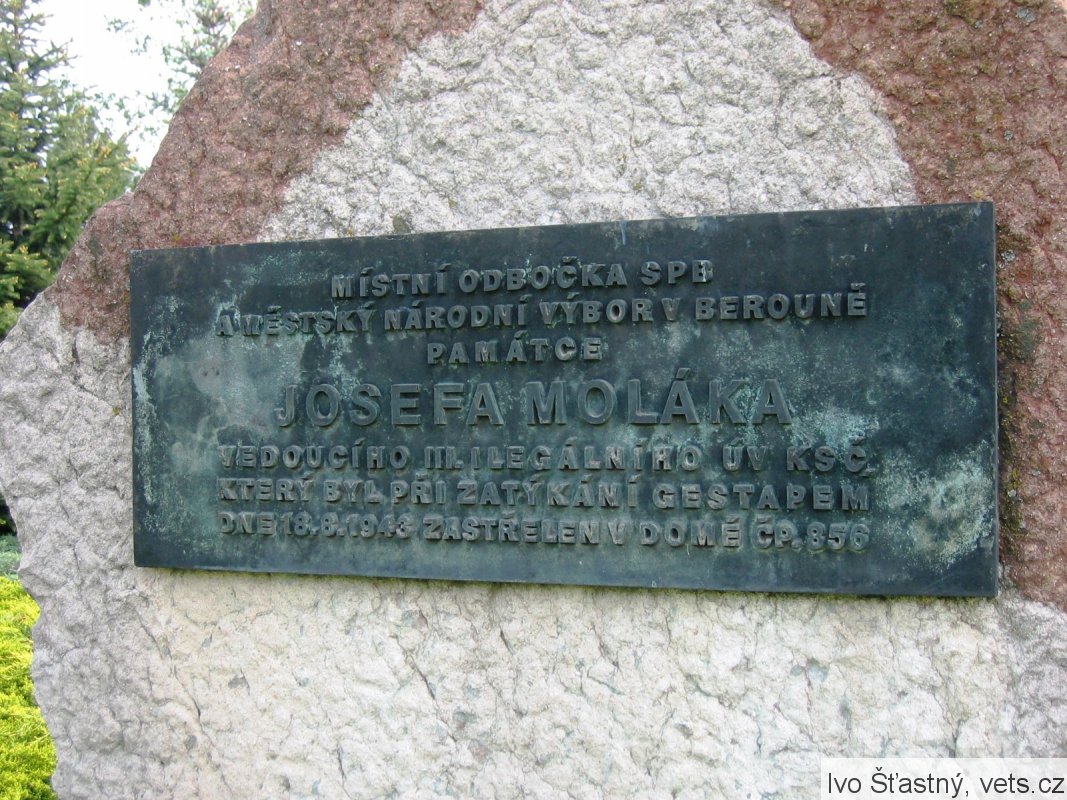 MÍSTNÍ ODBOČKA SPB
A MĚSTSKÝ NÁRODNÍ VÝBOR V BEROUNĚ
PAMÁTCE
JOSEFA MOLÁKA
VEDOUCÍHO III. ILEGÁLNÍHO ÚV KSČ
KTERÝ BYL PŘI ZATÝKÁNÍ GESTAPEM
DNE 18.8.1943 ZASTŘELEN V DOMĚ ČP. 856
Ivo Šťastný, vets.cz